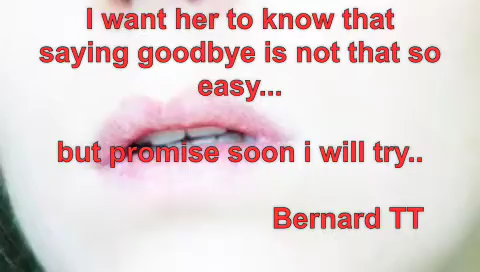 I want her to know that
saying goodbye is not that so
easy...
but promise soon i will try..
Bernard TT